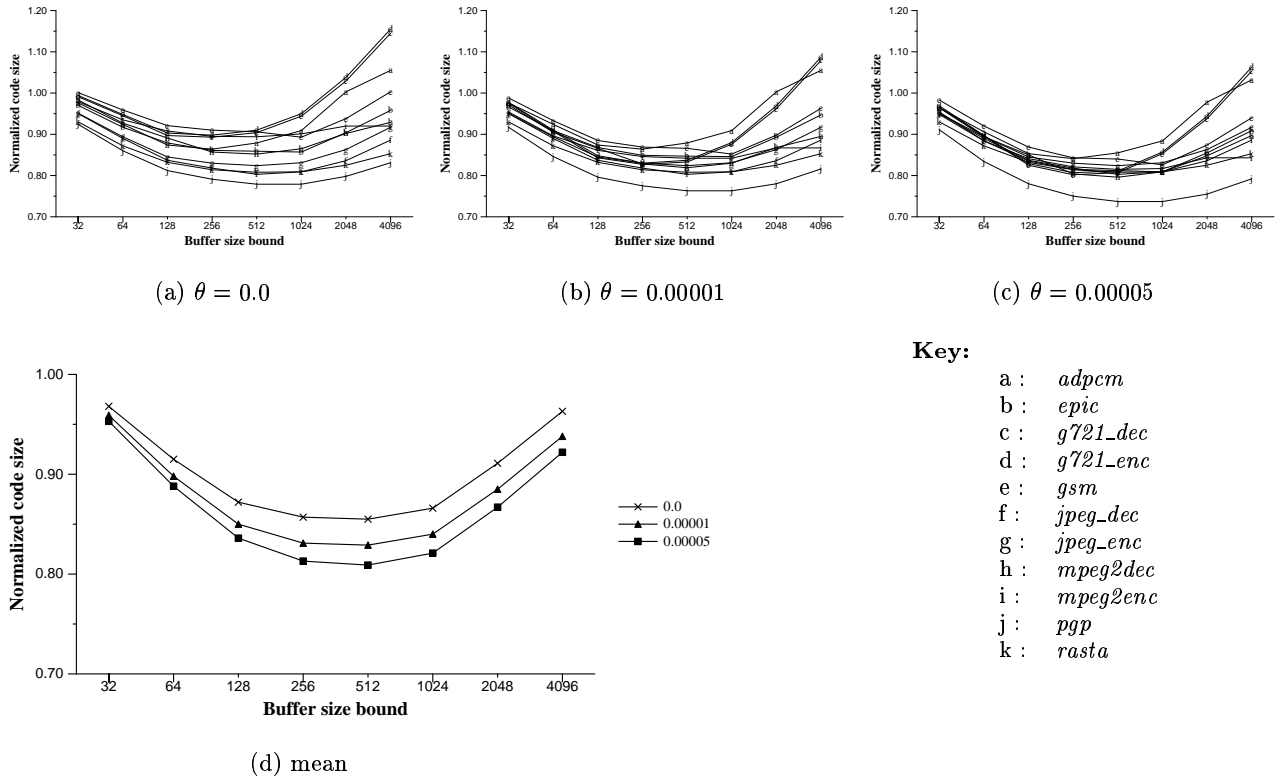 1.20
1.10
1.00
0.90
0.80
0.70
Normalized code size
32 64 128 256 512 1024 2048 4096
Buffer size bound
(a) θ = 0.0
1.20
1.10
1.00
0.90
0.80
0.70
Normalized code size
32 64 128 256 512 1024 2048 4096
Buffer size bound
(b) θ = 0.00001
1.20
1.10
1.00
0.90
0.80
0.70
Normalized code size
32 64 128 256 512 1024 2048 4096
Buffer size bound
(c) θ = 0.00005
1.00
0.90
0.80
0.70
Normalized code size
32 64 128 256 512 1024 2048 4096
Buffer size bound
0.0
0.00001
0.00005
(d) mean
Key:
a : adpcm
b : epic
c : g721_dec
d : g721_enc
e : gsm
f : jpeg_dec
g : jpeg_enc
h : mpeg2dec
i : mpeg2enc
j : pgp
k : rasta